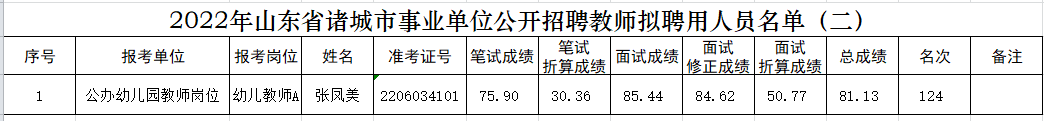 2022年山东省诸城市事业单位公开招聘教师拟聘用人员名单（二）
序号 报考单位 报考岗位 姓名 准考证号 笔试成绩 笔试折算成绩 面试成绩 面试修正成绩 面试折算成绩 总成绩 名次 备注
1 公办幼儿园教师岗位 幼儿教师A 张凤美 2206034101 75.90 30.36 85.44 84.62 50.77 81.13 124